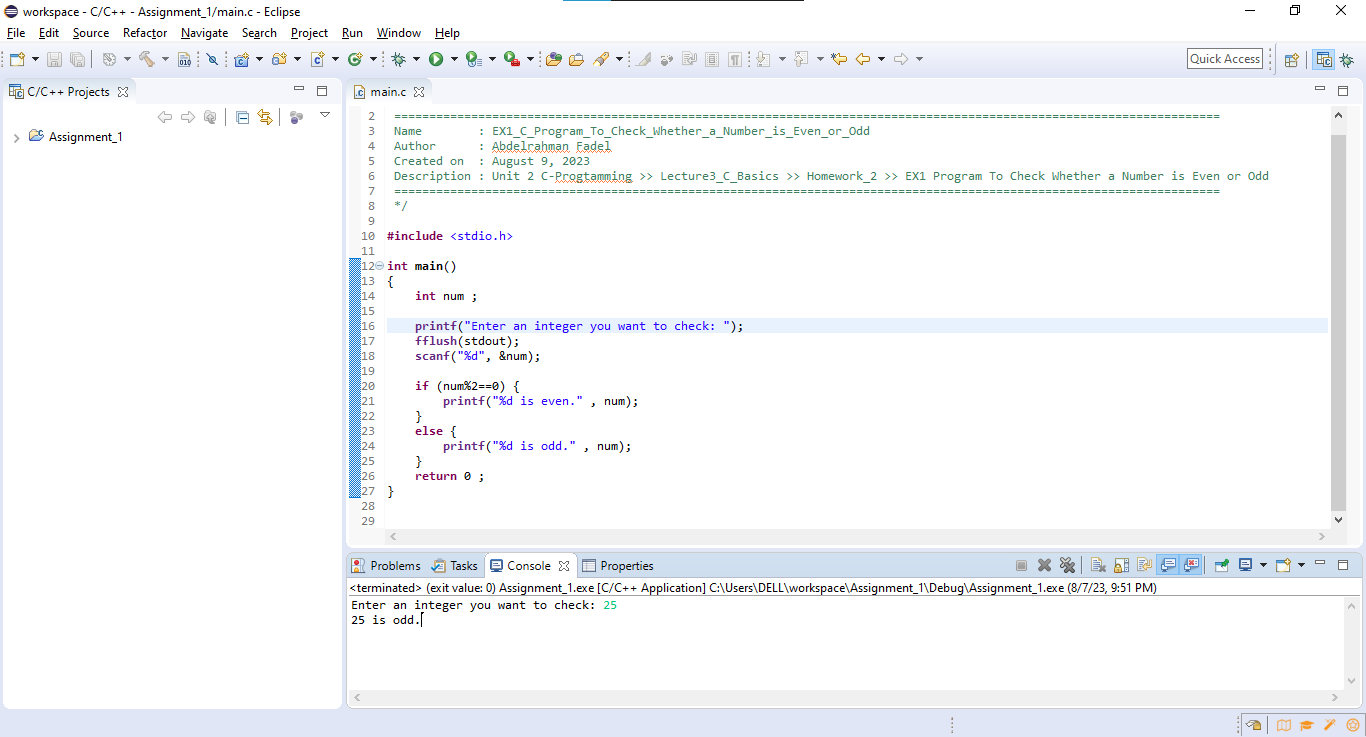 workspace - C/C++ - Assignment_1/main.c - Eclipse
File Edit Source Refactor Navigate Search Project Run Window Help
Quick Access
C/C++ Projects
main.c
Assignment_1
2 ======================================================================================================================
3 Name        : EX1_C_Program_To_Check_Whether_a_Number_is_Even_or_Odd
4 Author      : Abdelrahman Fadel
5 Created on  : August 9, 2023
6 Description : Unit 2 C-Progtamming >> Lecture3_C_Basics >> Homework_2 >> EX1 Program To Check Whether a Number is Even or Odd
7 ======================================================================================================================
8 */
9
10 #include <stdio.h>
11
12 int main()
13 {
14     int num ;
15
16     printf("Enter an integer you want to check: ");
17     fflush(stdout);
18     scanf("%d", &num);
19
20     if (num%2==0) {
21         printf("%d is even." , num);
22     }
23     else {
24         printf("%d is odd." , num);
25     }
26     return 0 ;
27 }
28
29
Problems Tasks Console Properties
<terminated> (exit value: 0) Assignment_1.exe [C/C++ Application] C:\Users\DELL\workspace\Assignment_1\Debug\Assignment_1.exe (8/7/23, 9:51 PM)
Enter an integer you want to check: 25
25 is odd.